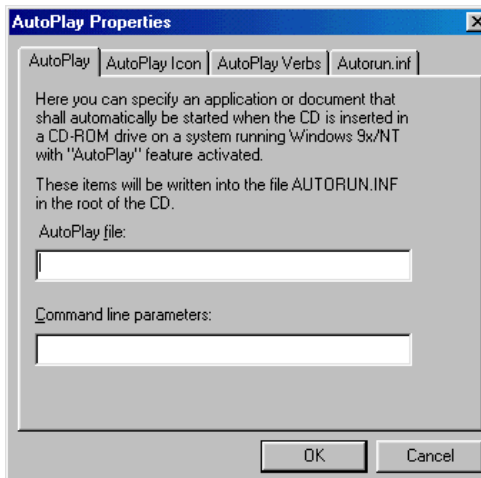 AutoPlay Properties
AutoPlay AutoPlay Icon AutoPlay Verbs Autorun.inf
Here you can specify an application or document that
shall automatically be started when the CD is inserted in
a CD-ROM drive on a system running Windows 9x/NT
with "AutoPlay" feature activated.
These items will be written into the file AUTORUN.INF
in the root of the CD.
AutoPlay file:
Command line parameters:
OK Cancel